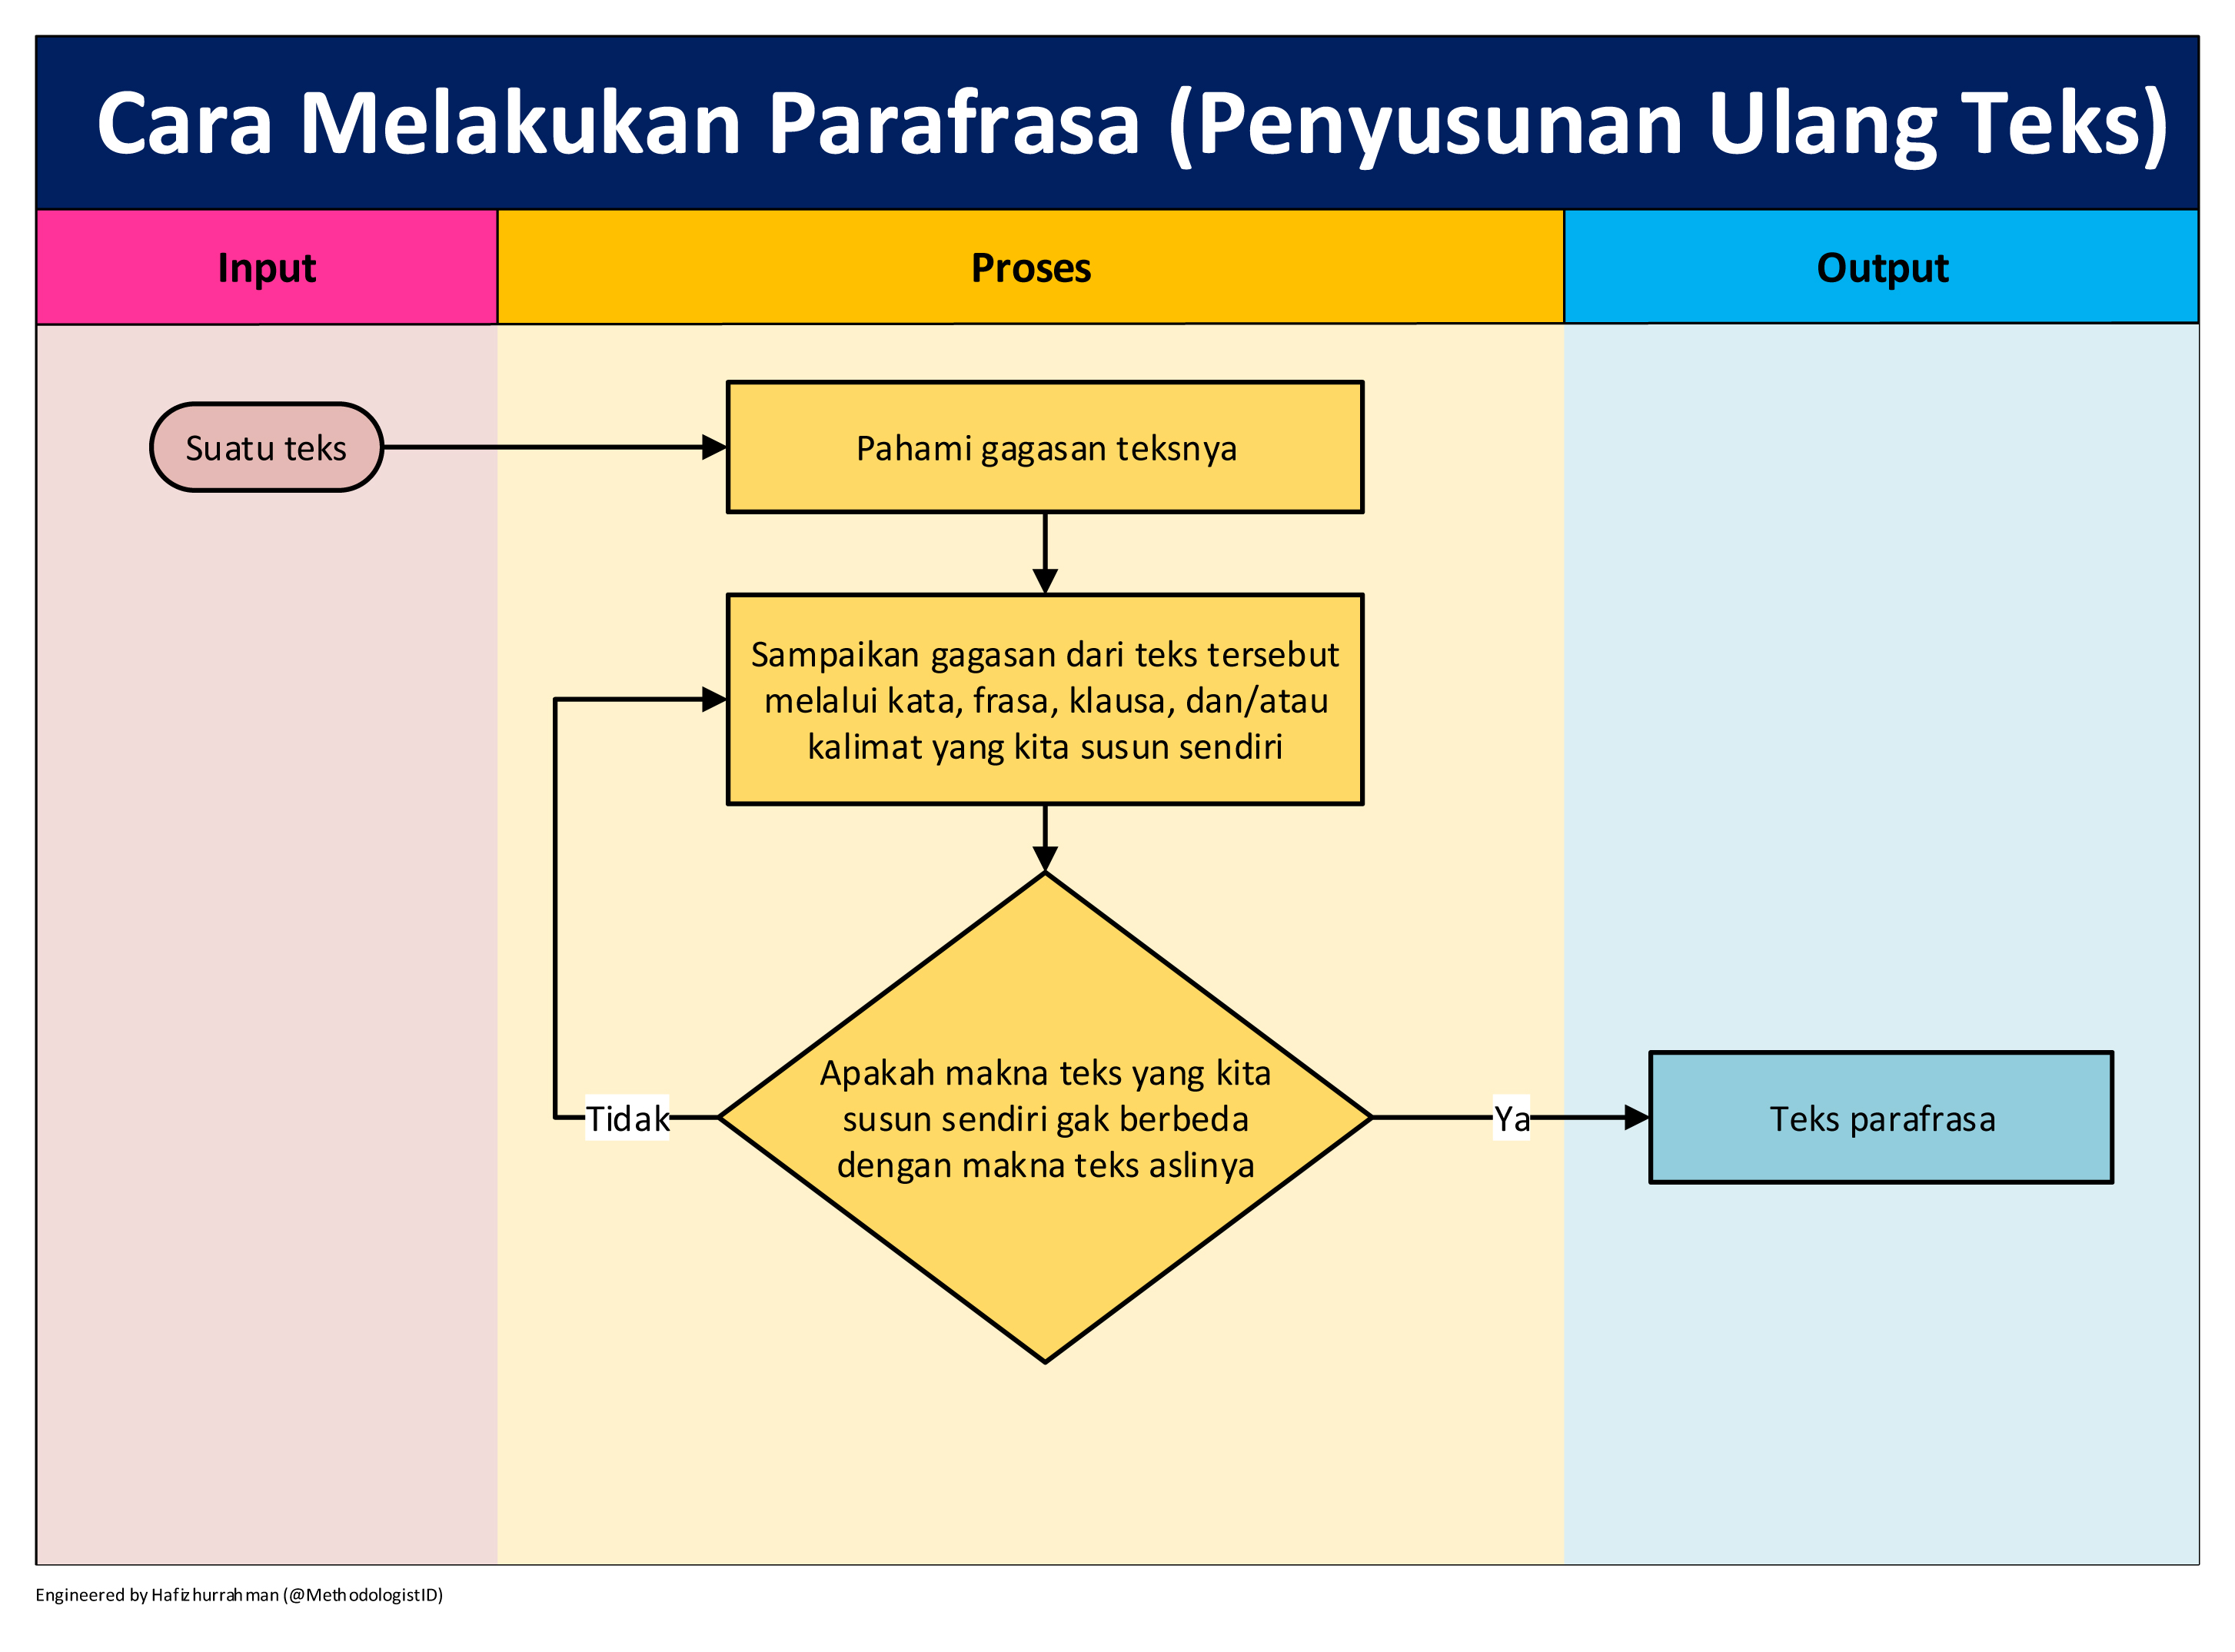 Cara Melakukan Parafrasa (Penyusunan Ulang Teks)
Input
Proses
Output
Suatu teks
Pahami gagasan teksnya
Sampaikan gagasan dari teks tersebut
melalui kata, frasa, klausa, dan/atau
kalimat yang kita susun sendiri
Apakah makna teks yang kita
susun sendiri gak berbeda
dengan makna teks aslinya
Tidak
Ya
Teks parafrasa
Engineered by Hafizhurrahman (@MethodologistID)